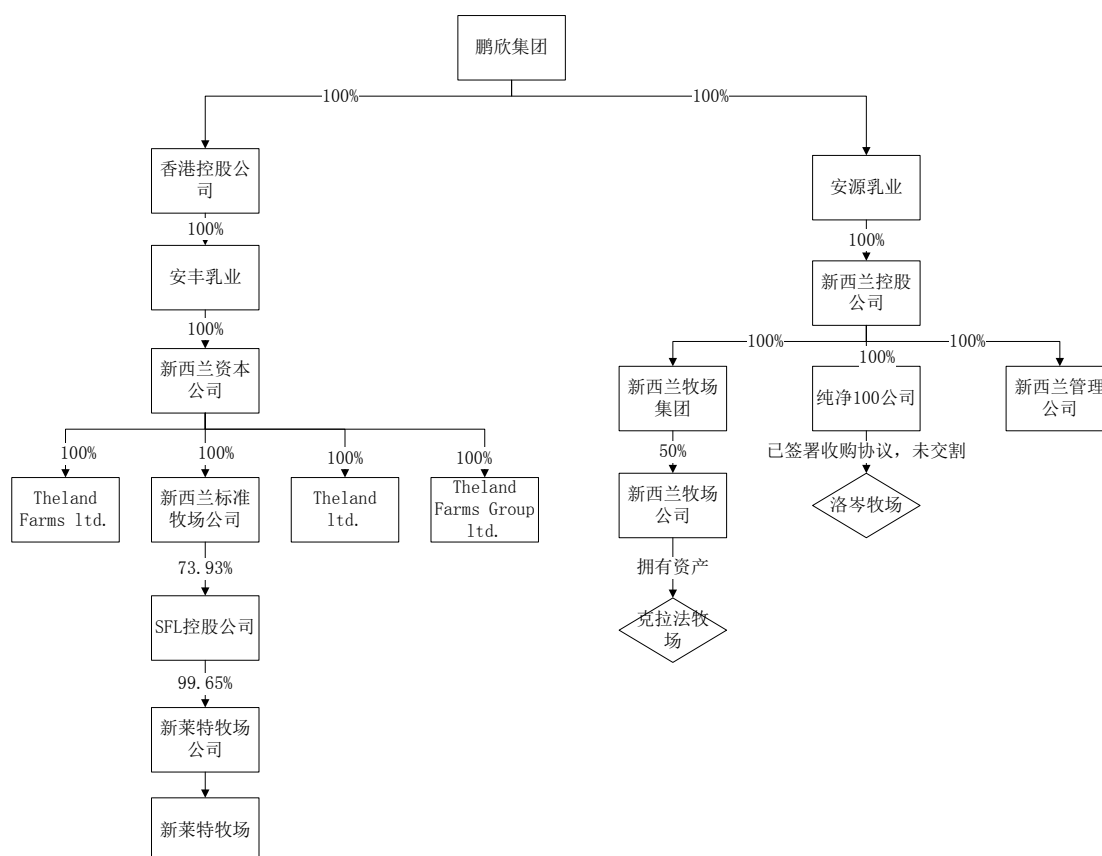 鹏欣集团
100%
100%
香港控股公
司
安源乳业
100%
100%
安丰乳业
新西兰控股
公司
100%
100%
100%
100%
新西兰资本
公司
新西兰牧场
集团
纯净100公司
新西兰管理
公司
100%
100%
100%
100%
50%
已签署收购协议，未交割
Theland
Farms ltd.
新西兰标准
牧场公司
Theland
ltd.
Theland
Farms Group
ltd.
新西兰牧场
公司
洛岑牧场
73.93%
拥有资产
SFL控股公司
克拉法牧
场
99.65%
新莱特牧场
公司
新莱特牧场